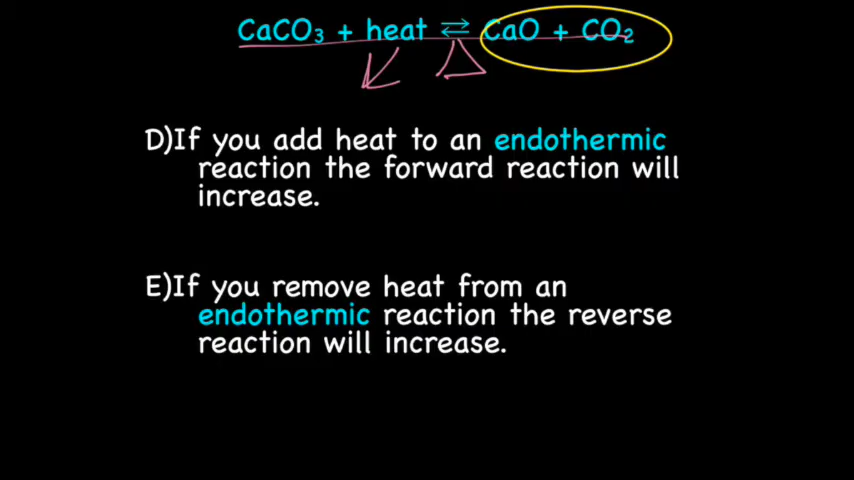 CaCO₃ + heat ⇄ CaO + CO₂
D)If you add heat to an endothermic
reaction the forward reaction will
increase.
E)If you remove heat from an
endothermic reaction the reverse
reaction will increase.